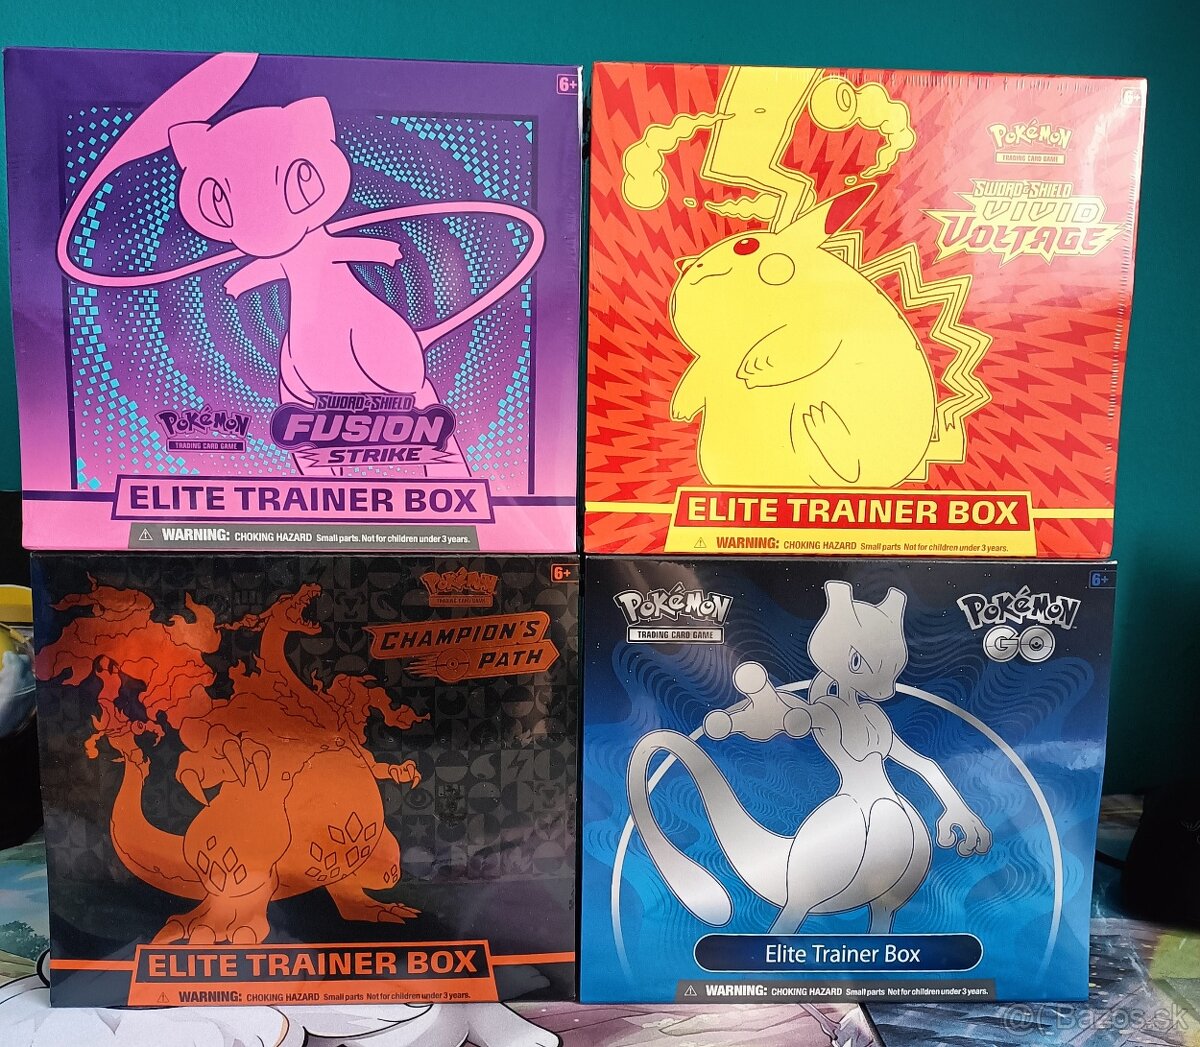 6+
Pokémon
TRADING CARD GAME
SWORD & SHIELD
FUSION
STRIKE
ELITE TRAINER BOX
WARNING: CHOKING HAZARD Small parts. Not for children under 3 years.
6+
Pokémon
TRADING CARD GAME
SWORD & SHIELD
VIVID
VOLTAGE
ELITE TRAINER BOX
WARNING: CHOKING HAZARD Small parts Not for children under 3 years.
6+
Pokémon
TRADING CARD GAME
CHAMPION'S
PATH
ELITE TRAINER BOX
WARNING: CHOKING HAZARD Small parts Not for children under 3 years.
6+
Pokémon
TRADING CARD GAME
Pokémon
GO
Elite Trainer Box
WARNING: CHOKING HAZARD Small parts Not for children under 3 years.
Bazos.sk